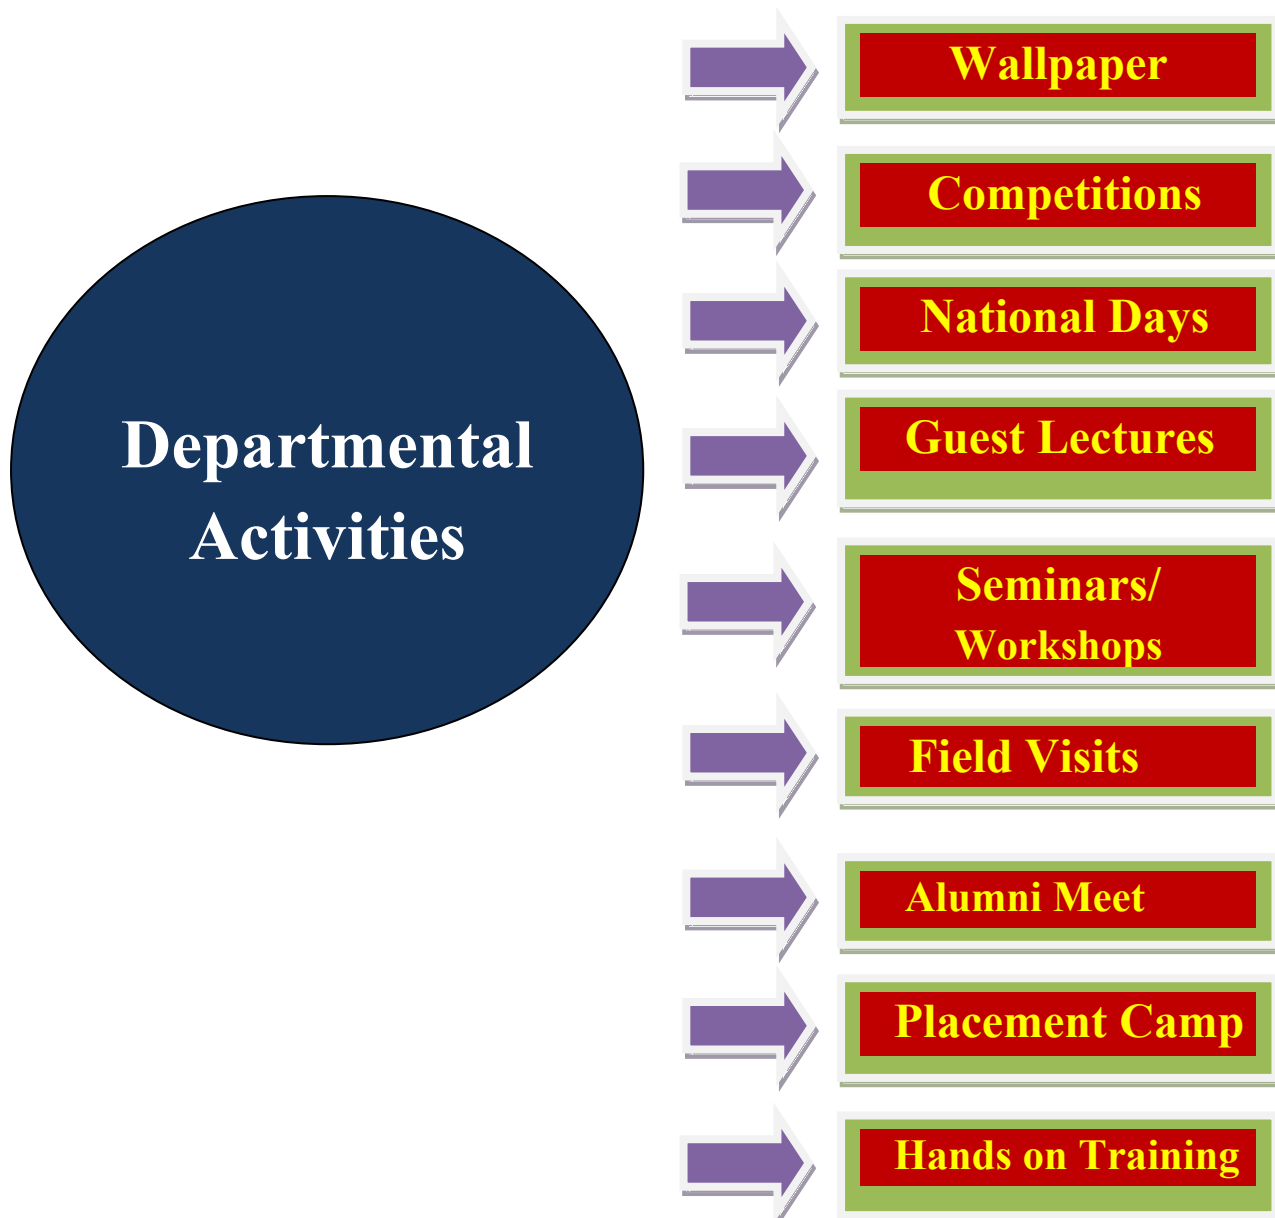 Departmental
Activities
Wallpaper
Competitions
National Days
Guest Lectures
Seminars/
Workshops
Field Visits
Alumni Meet
Placement Camp
Hands on Training